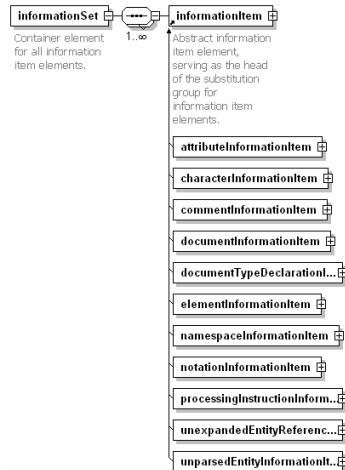 informationSet
informationItem
1..∞
Container element
for all information
item elements.
Abstract information
item element,
serving as the head
of the substitution
group for
information item
elements.
attributeInformationItem
characterInformationItem
commentInformationItem
documentInformationItem
documentTypeDeclarationI...
elementInformationItem
namespaceInformationItem
notationInformationItem
processingInstructionInform...
unexpandedEntityReferenc...
unparsedEntityInformationIt...